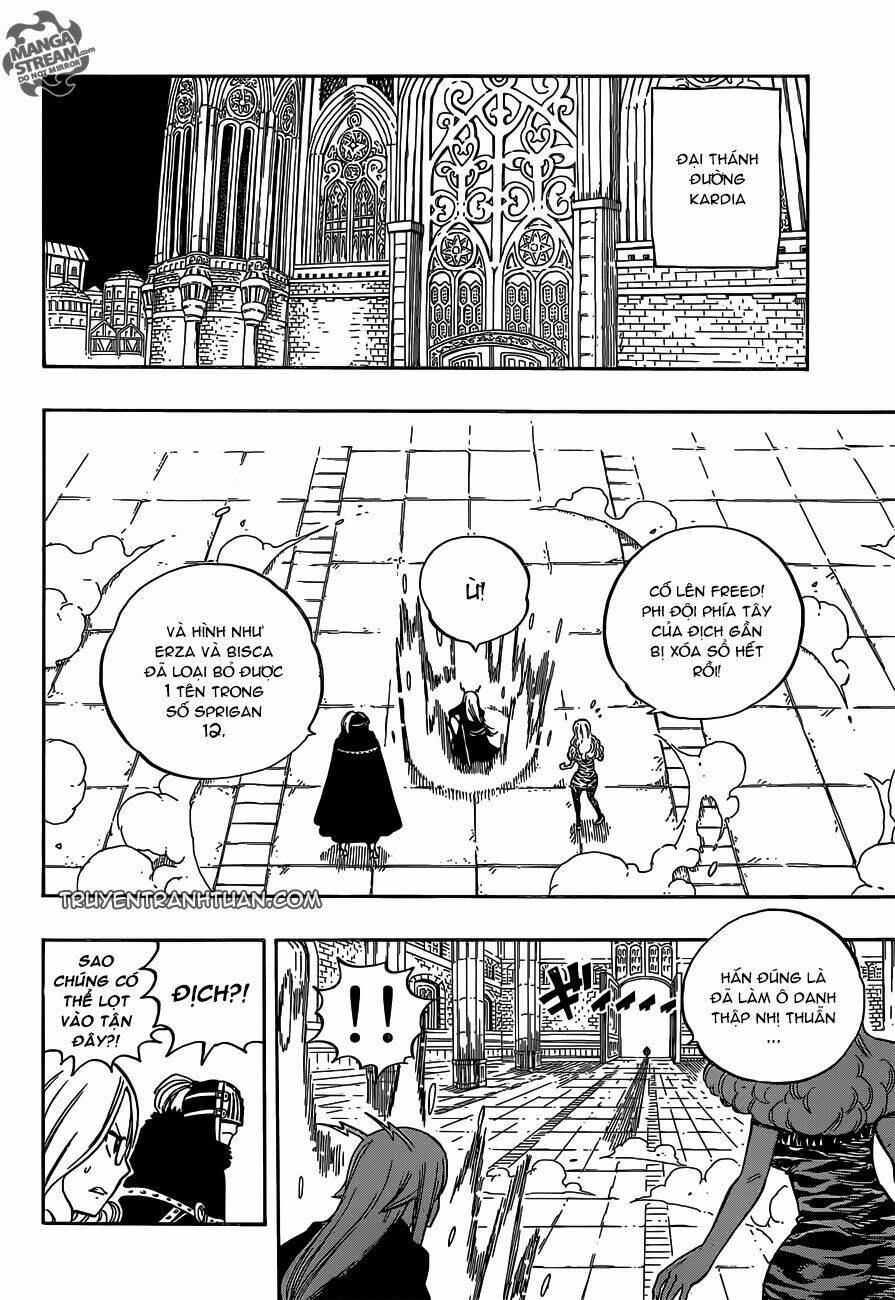 MANGA
STREAM.com
DO NOT MIRROR
ĐẠI THÁNH
ĐƯỜNG
KARDIA
CỐ LÊN FREED!
PHI ĐỘI PHÍA TÂY
CỦA ĐỊCH GẦN
BỊ XÓA SỔ HẾT
RỒI!
Ừ!
VÀ HÌNH NHƯ
ERZA VÀ BISCA
ĐÃ LOẠI BỎ ĐƯỢC
1 TÊN TRONG
SỐ SPRIGAN
12.
TRUYENTRANHTUAN.COM
HẮN ĐÚNG LÀ
ĐÃ LÀM Ô DANH
THẬP NHỊ THUẪN
...
!!
ĐỊCH?!
SAO
CHÚNG CÓ
THỂ LỌT
VÀO TẬN
ĐÂY?!